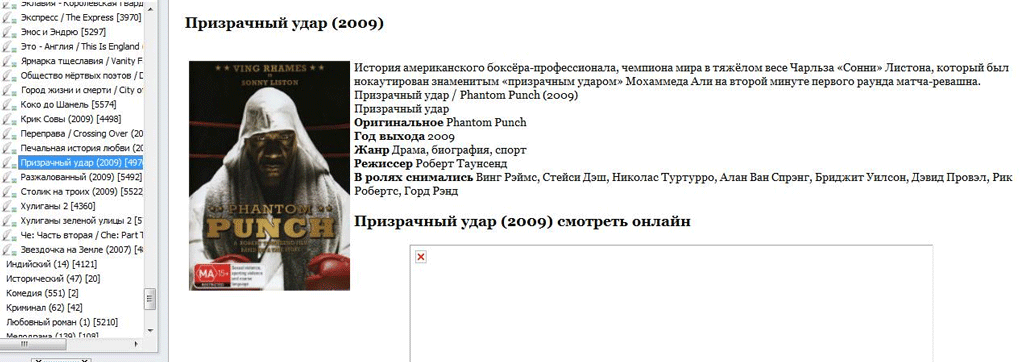 Эклавия - Королевская гвард
Экспресс / The Express [3970]
Энос и Эндрю [5297]
Это - Англия / This Is England
Ярмарка тщеславия / Vanity F
Общество мёртвых поэтов / D
Город жизни и смерти / City o
Коко до Шанель [5574]
Крик Совы (2009) [4498]
Переправа / Crossing Over (20
Печальная история любви (20
Призрачный удар (2009) [497
Разжалованный (2009) [5492]
Столик на троих (2009) [5522
Хулиганы 2 [4360]
Хулиганы зеленой улицы 2 [5
Че: Часть вторая / Che: Part T
Звездочка на Земле (2007) [4
Индийский (14) [4121]
Исторический (47) [20]
Комедия (551) [2]
Криминал (62) [42]
Любовный роман (1) [5210]
Мелодрама (139) [108]
Призрачный удар (2009)
VING RHAMES
IS
SONNY LISTON
PHANTOM
PUNCH
MA 15+
Sexual violence,
История американского боксёра-профессионала, чемпиона мира в тяжёлом весе Чарльза «Сонни» Листона, который был
нокаутирован знаменитым «призрачным ударом» Мохаммеда Али на второй минуте первого раунда матча-ревашна.
Призрачный удар / Phantom Punch (2009)
Призрачный удар
Оригинальное Phantom Punch
Год выхода 2009
Жанр Драма, биография, спорт
Режиссер Роберт Таунсенд
В ролях снимались Винг Рэймс, Стейси Дэш, Николас Туртурро, Алан Ван Спрэнг, Бриджит Уилсон, Дэвид Провэл, Рик
Робертс, Горд Рэнд
Призрачный удар (2009) смотреть онлайн